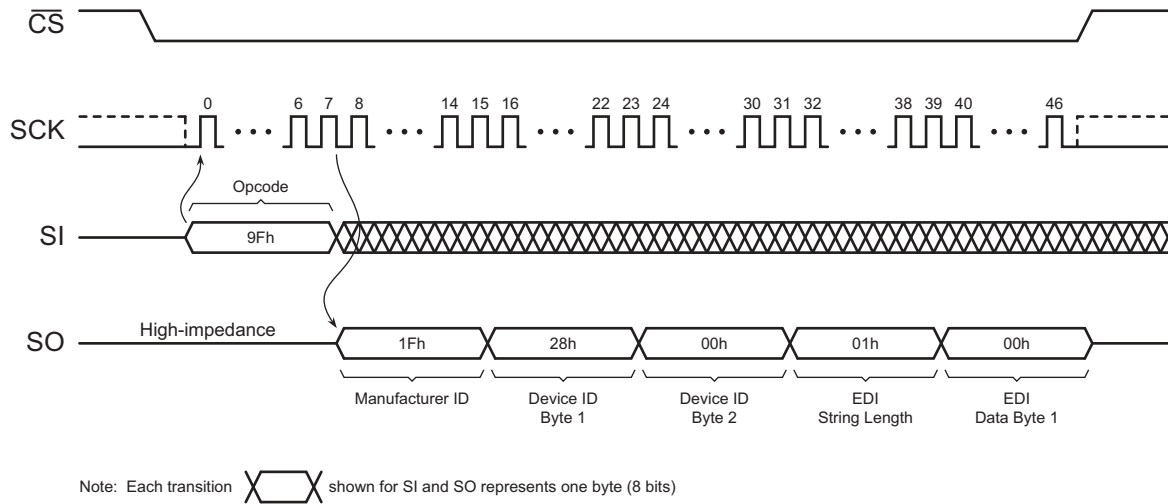 CS
0 6 7 8 14 15 16 22 23 24 30 31 32 38 39 40 46
SCK
Opcode
SI
9Fh
High-impedance
SO
1Fh 28h 00h 01h 00h
Manufacturer ID Device ID EDI
Byte 1
Device ID
Byte 2
EDI
String Length
EDI
Data Byte 1
Note: Each transition shown for SI and SO represents one byte (8 bits)